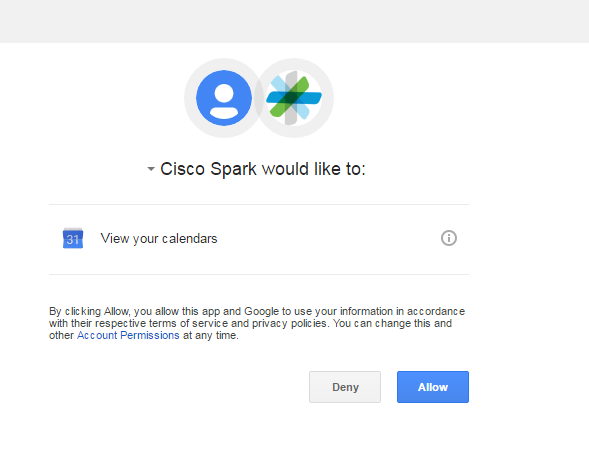 Cisco Spark would like to:
31
View your calendars
By clicking Allow, you allow this app and Google to use your information in accordance
with their respective terms of service and privacy policies. You can change this and
other Account Permissions at any time.
Deny
Allow